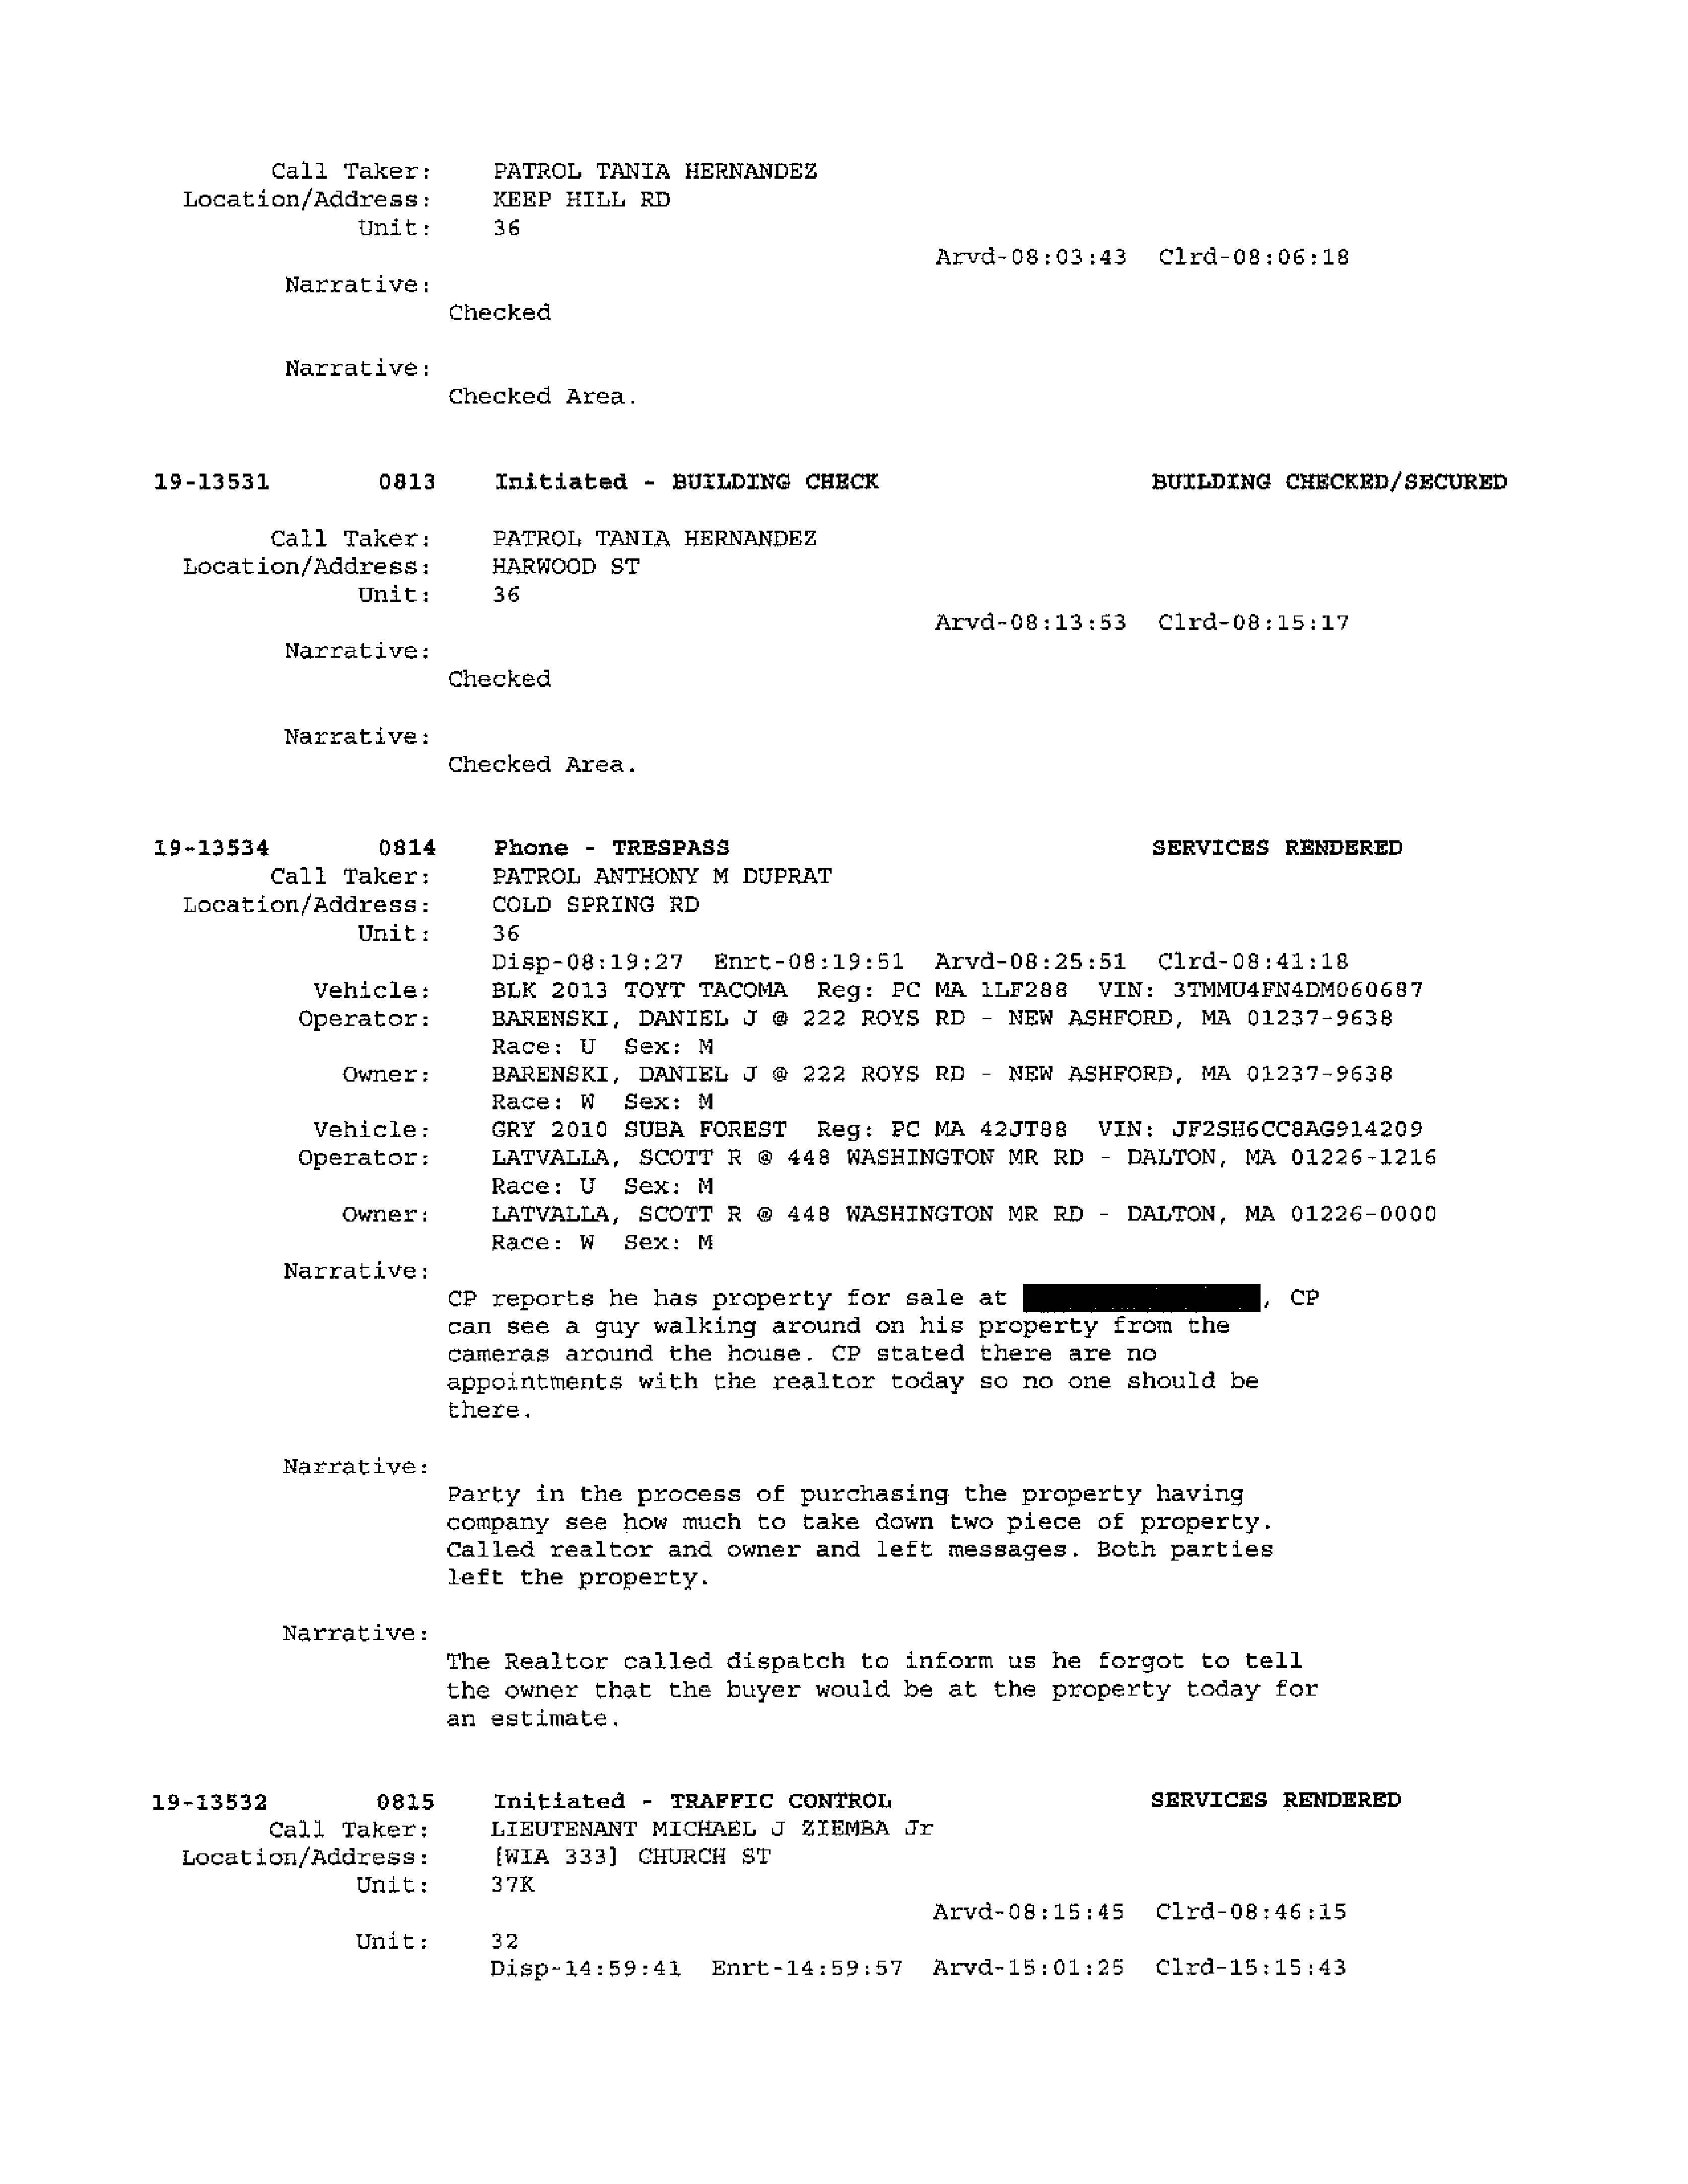 Call Taker: PATROL TANIA HERNANDEZ
Location/Address: KEEP HILL RD
Unit: 36
Arvd-08:03:43 Clrd-08:06:18
Narrative:
Checked
Narrative:
Checked Area.
19-13531 0813 Initiated - BUILDING CHECK BUILDING CHECKED/SECURED
Call Taker: PATROL TANIA HERNANDEZ
Location/Address: HARWOOD ST
Unit: 36
Arvd-08:13:53 Clrd-08:15:17
Narrative:
Checked
Narrative:
Checked Area.
19-13534 0814 Phone - TRESPASS SERVICES RENDERED
Call Taker: PATROL ANTHONY M DUPRAT
Location/Address: COLD SPRING RD
Unit: 36
Disp-08:19:27 Enrt-08:19:51 Arvd-08:25:51 Clrd-08:41:18
Vehicle: BLK 2013 TOYT TACOMA Reg: PC MA 1LF288 VIN: 3TMMU4FN4DM060687
Operator: BARENSKI, DANIEL J @ 222 ROYS RD - NEW ASHFORD, MA 01237-9638
Race: U Sex: M
Owner: BARENSKI, DANIEL J @ 222 ROYS RD - NEW ASHFORD, MA 01237-9638
Race: W Sex: M
Vehicle: GRY 2010 SUBA FOREST Reg: PC MA 42JT88 VIN: JF2SH6CC8AG914209
Operator: LATVALLA, SCOTT R @ 448 WASHINGTON MR RD - DALTON, MA 01226-1216
Race: U Sex: M
Owner: LATVALLA, SCOTT R @ 448 WASHINGTON MR RD - DALTON, MA 01226-0000
Race: W Sex: M
Narrative:
CP reports he has property for sale at , CP
can see a guy walking around on his property from the
cameras around the house. CP stated there are no
appointments with the realtor today so no one should be
there.
Narrative:
Party in the process of purchasing the property having
company see how much to take down two piece of property.
Called realtor and owner and left messages. Both parties
left the property.
Narrative:
The Realtor called dispatch to inform us he forgot to tell
the owner that the buyer would be at the property today for
an estimate.
19-13532 0815 Initiated - TRAFFIC CONTROL SERVICES RENDERED
Call Taker: LIEUTENANT MICHAEL J ZIEMBA Jr
Location/Address: [WIA 333] CHURCH ST
Unit: 37K
Arvd-08:15:45 Clrd-08:46:15
Unit: 32
Disp-14:59:41 Enrt-14:59:57 Arvd-15:01:25 Clrd-15:15:43